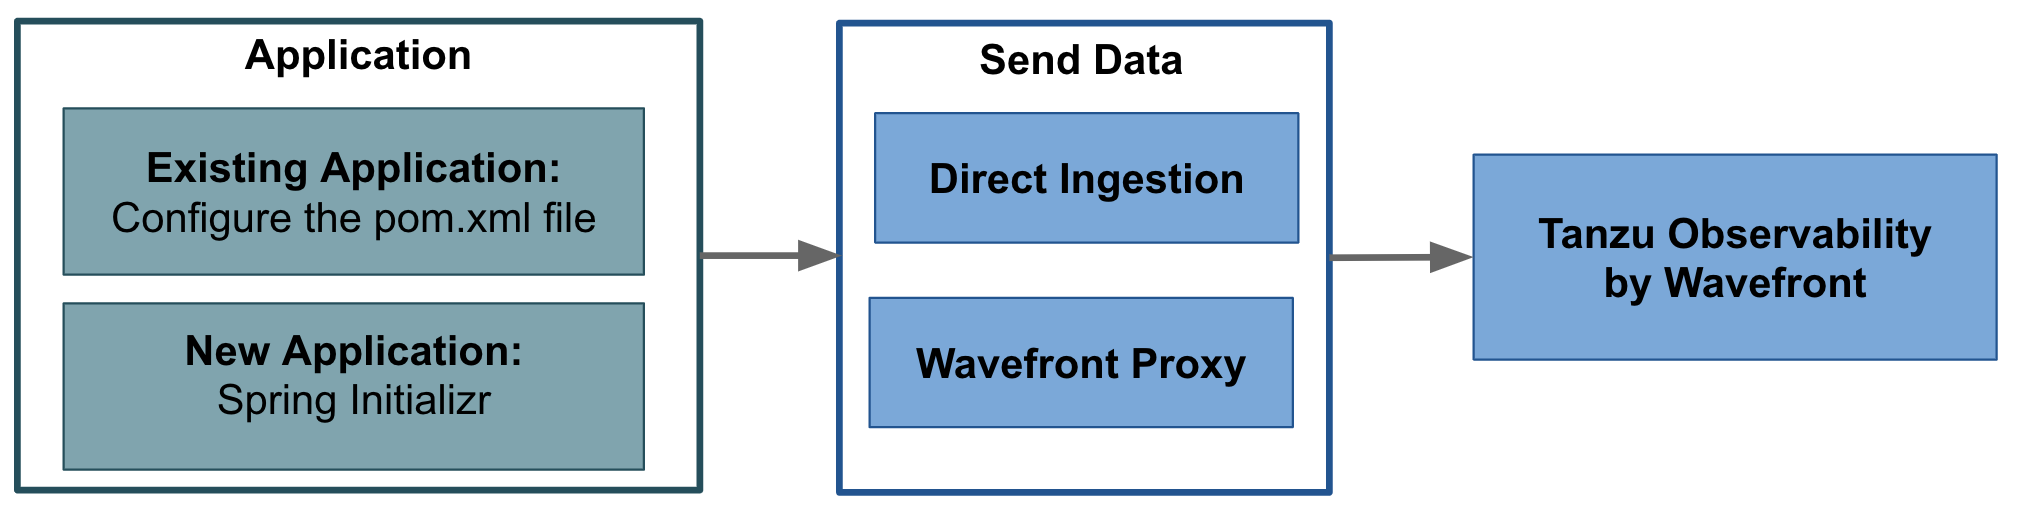 Application
Existing Application:
Configure the pom.xml file
New Application:
Spring Initializr
Send Data
Direct Ingestion
Wavefront Proxy
Tanzu Observability
by Wavefront